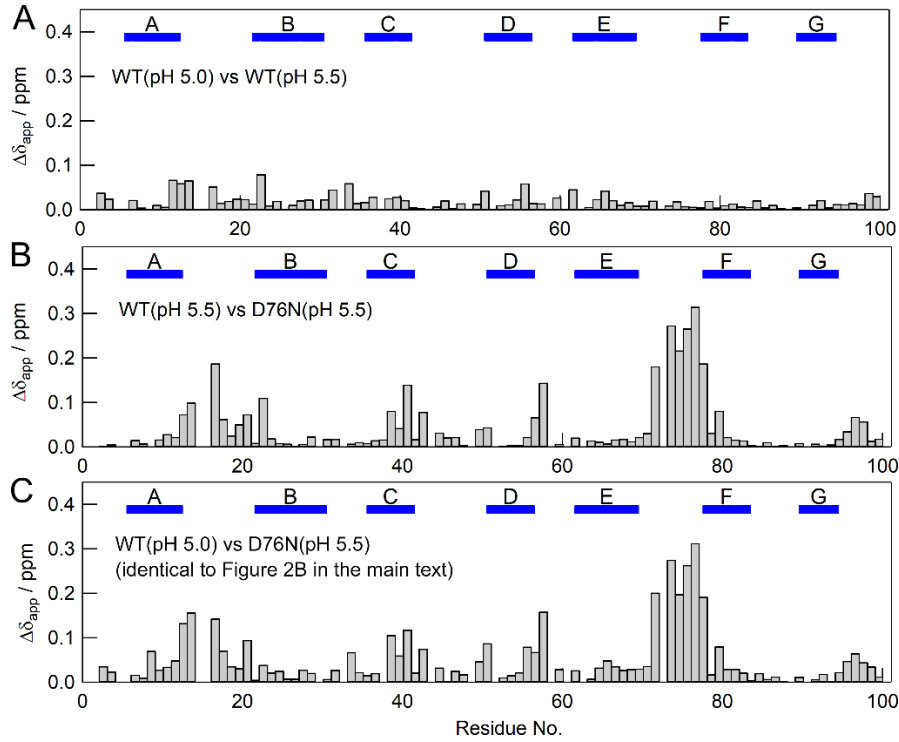 A
A B C D E F G
0.4
0.3
0.2
0.1
0.0
Δδapp / ppm
WT(pH 5.0) vs WT(pH 5.5)
0 20 40 60 80 100
B
A B C D E F G
0.4
0.3
0.2
0.1
0.0
Δδapp / ppm
WT(pH 5.5) vs D76N(pH 5.5)
0 20 40 60 80 100
C
A B C D E F G
0.4
0.3
0.2
0.1
0.0
Δδapp / ppm
WT(pH 5.0) vs D76N(pH 5.5)
(identical to Figure 2B in the main text)
0 20 40 60 80 100
Residue No.